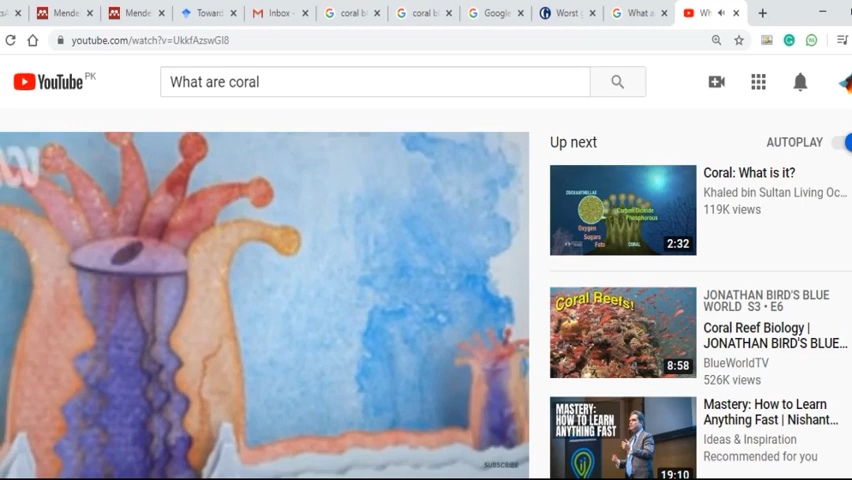 Mende
Mende
Toward
Inbox -
coral bl
coral bl
Google
Worst g
What a
Wh
youtube.com/watch?v=UkkfAzswGI8
YouTube PK
What are coral
Up next
AUTOPLAY
Coral: What is it?
Khaled bin Sultan Living Oc...
119K views
ZOOXANTHELLAE
Carbon Dioxide
Phosphorous
Oxygen
Sugars
Fats
CORAL
2:32
Coral Reefs!
8:58
JONATHAN BIRD'S BLUE
WORLD S3 • E6
Coral Reef Biology |
JONATHAN BIRD'S BLUE...
BlueWorldTV
526K views
MASTERY:
HOW TO LEARN
ANYTHING FAST
19:10
Mastery: How to Learn
Anything Fast | Nishant...
Ideas & Inspiration
Recommended for you
SUBSCRIBE